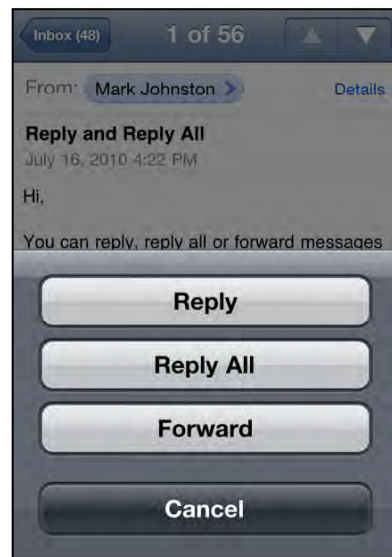 Inbox (48) 1 of 56
From: Mark Johnston Details
Reply and Reply All
July 16, 2010 4:22 PM
Hi,
You can reply, reply all or forward messages
Reply
Reply All
Forward
Cancel